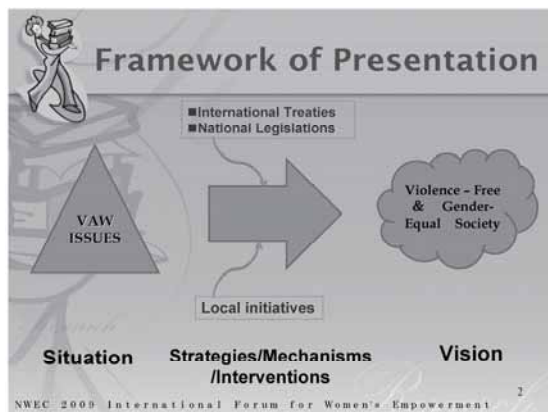 Framework of Presentation
■International Treaties
■National Legislations
VAW
ISSUES
Violence – Free
& Gender-
Equal Society
Local initiatives
Situation
Strategies/Mechanisms
/Interventions
Vision
2
NWEC 2009 International Forum for Women's Empowerment